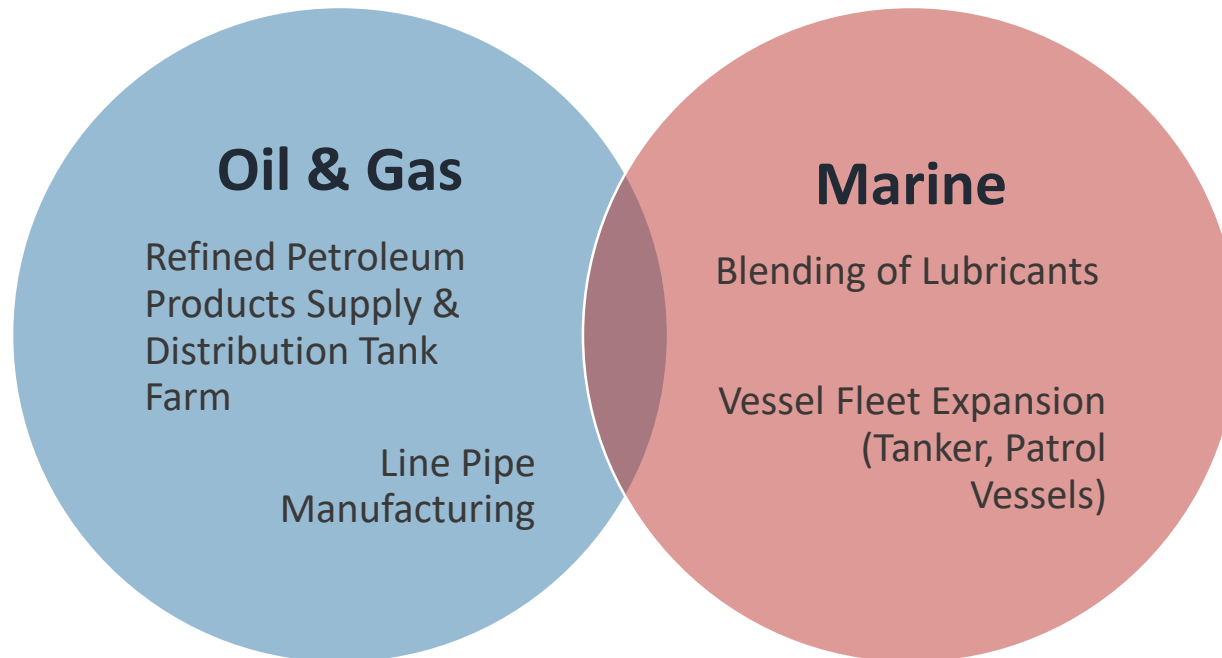 Oil & Gas
Refined Petroleum
Products Supply &
Distribution Tank
Farm
Line Pipe
Manufacturing
Marine
Blending of Lubricants
Vessel Fleet Expansion
(Tanker, Patrol
Vessels)